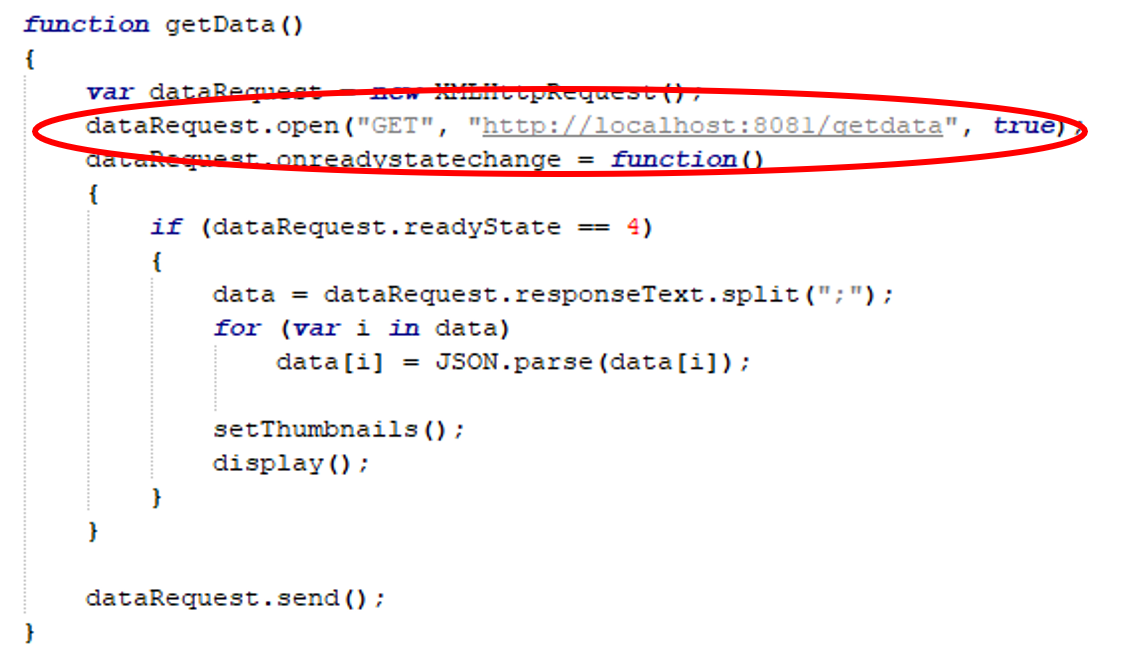 function getData()
{
var dataRequest = new XMLHttpRequest();
dataRequest.open("GET", "http://localhost:8081/getdata", true);
dataRequest.onreadystatechange = function()
{
if (dataRequest.readyState == 4)
{
data = dataRequest.responseText.split(";");
for (var i in data)
data[i] = JSON.parse(data[i]);
setThumbnails();
display();
}
}
dataRequest.send();
}